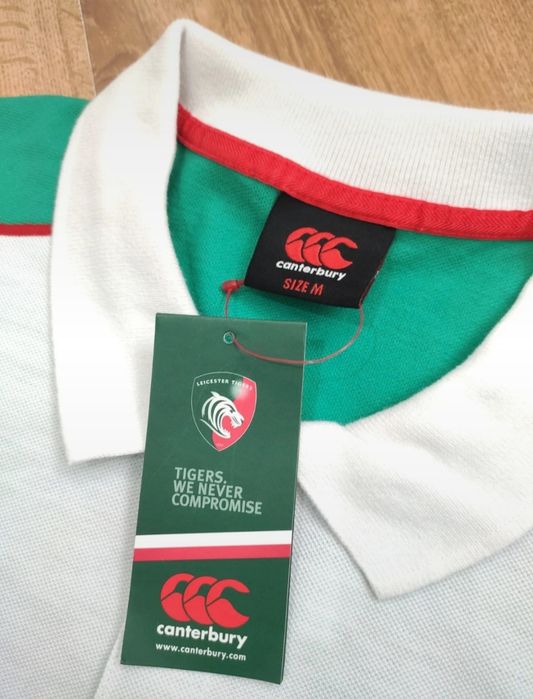 canterbury
SIZE M
LEICESTER TIGERS
TIGERS.
WE NEVER
COMPROMISE
canterbury
www.canterbury.com